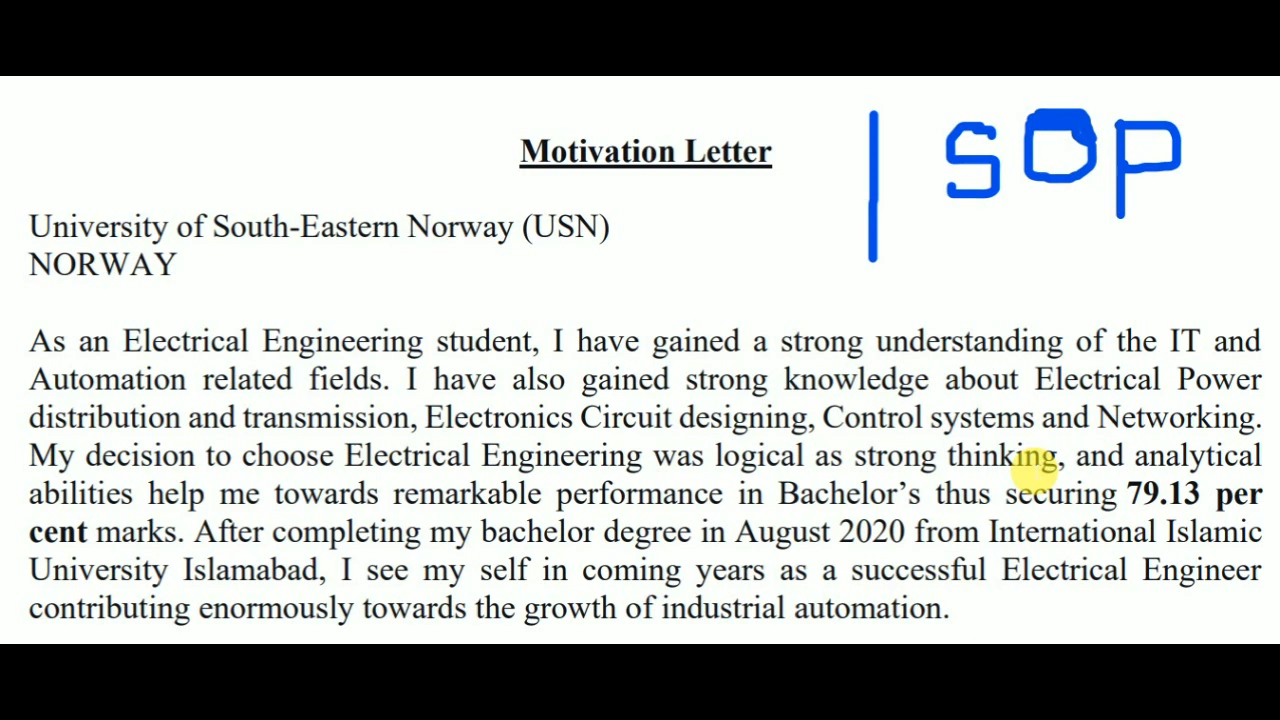 Motivation Letter | SOP
University of South-Eastern Norway (USN)
NORWAY
As an Electrical Engineering student, I have gained a strong understanding of the IT and
Automation related fields. I have also gained strong knowledge about Electrical Power
distribution and transmission, Electronics Circuit designing, Control systems and Networking.
My decision to choose Electrical Engineering was logical as strong thinking, and analytical
abilities help me towards remarkable performance in Bachelor's thus securing 79.13 per
cent marks. After completing my bachelor degree in August 2020 from International Islamic
University Islamabad, I see my self in coming years as a successful Electrical Engineer
contributing enormously towards the growth of industrial automation.